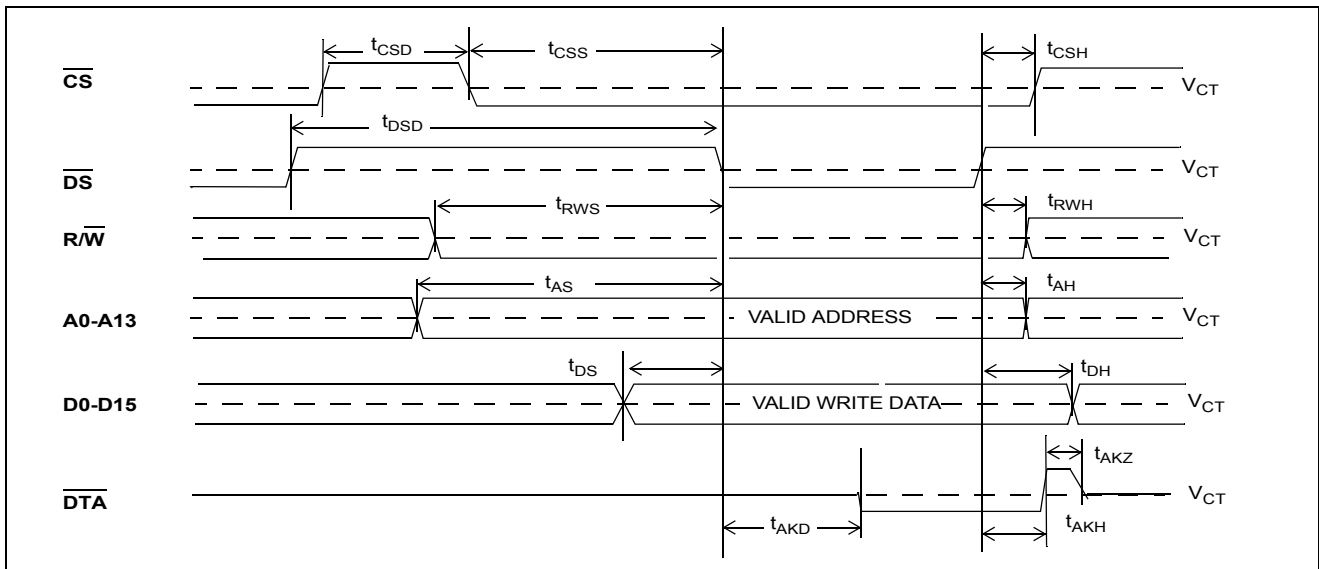 tCSD
tCSS
tCSH
CS
VCT
tDSD
DS
VCT
tRWS
tRWH
R/W
VCT
tAS
tAH
A0-A13
VALID ADDRESS
VCT
tDS
tDH
D0-D15
VALID WRITE DATA
VCT
tAKZ
DTA
VCT
tAKD
tAKH